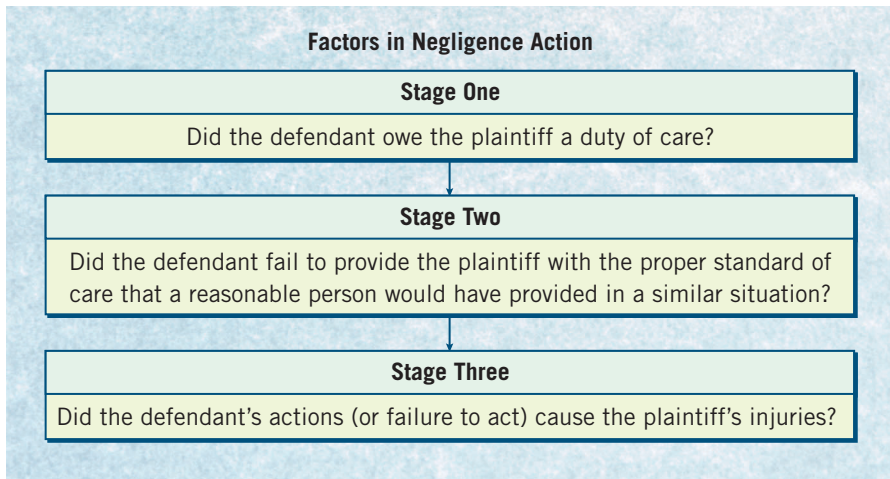 Factors in Negligence Action
Stage One
Did the defendant owe the plaintiff a duty of care?
Stage Two
Did the defendant fail to provide the plaintiff with the proper standard of
care that a reasonable person would have provided in a similar situation?
Stage Three
Did the defendant’s actions (or failure to act) cause the plaintiff’s injuries?